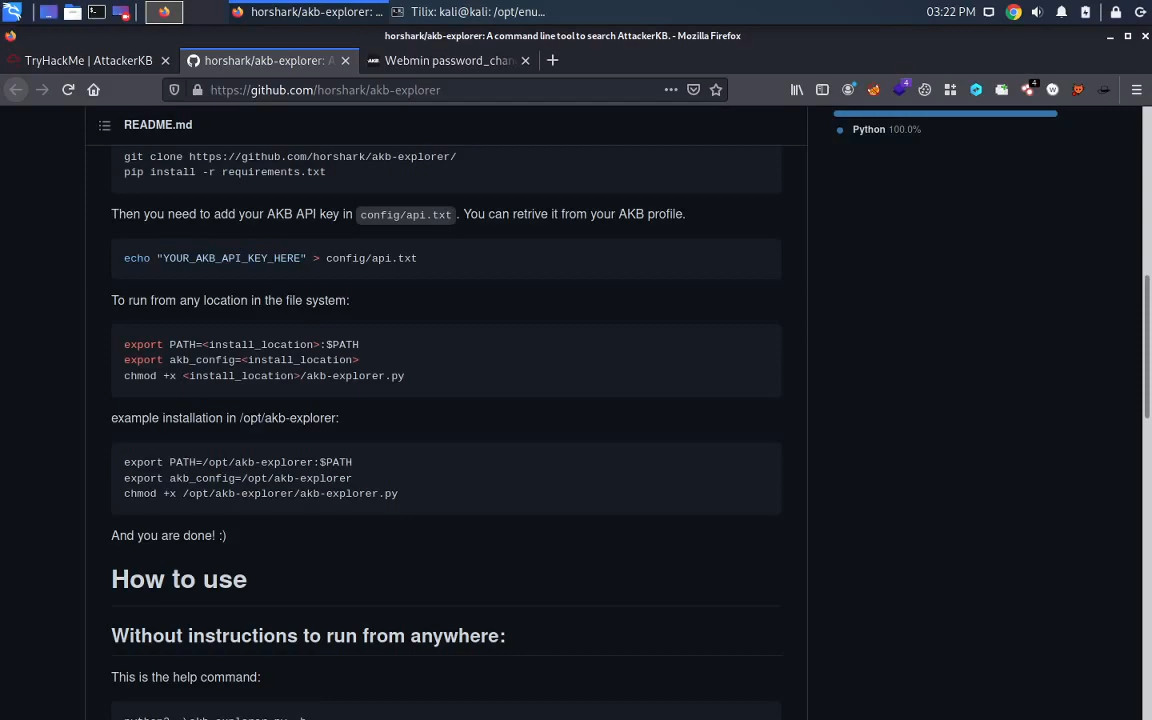 horshark/akb-explorer: ...
Tilix: kali@kali: /opt/enu...
03:22 PM
horshark/akb-explorer: A command line tool to search AttackerKB. - Mozilla Firefox
TryHackMe | AttackerKB
horshark/akb-explorer: A
AKB Webmin password_chan
https://github.com/horshark/akb-explorer
4
4
README.md
Python 100.0%
git clone https://github.com/horshark/akb-explorer/
pip install -r requirements.txt
Then you need to add your AKB API key in config/api.txt. You can retrive it from your AKB profile.
echo "YOUR_AKB_API_KEY_HERE" > config/api.txt
To run from any location in the file system:
export PATH=<install_location>:$PATH
export akb_config=<install_location>
chmod +x <install_location>/akb-explorer.py
example installation in /opt/akb-explorer:
export PATH=/opt/akb-explorer:$PATH
export akb_config=/opt/akb-explorer
chmod +x /opt/akb-explorer/akb-explorer.py
And you are done! :)
How to use
Without instructions to run from anywhere:
This is the help command: